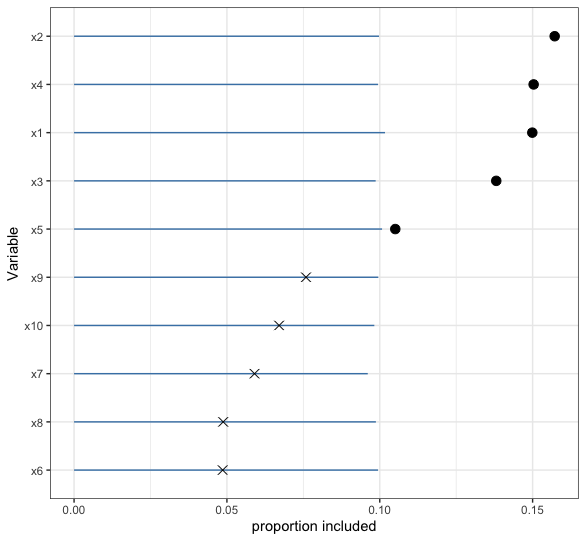 x2
x4
x1
x3
x5
x9
x10
x7
x8
x6
Variable
0.00 0.05 0.10 0.15
proportion included